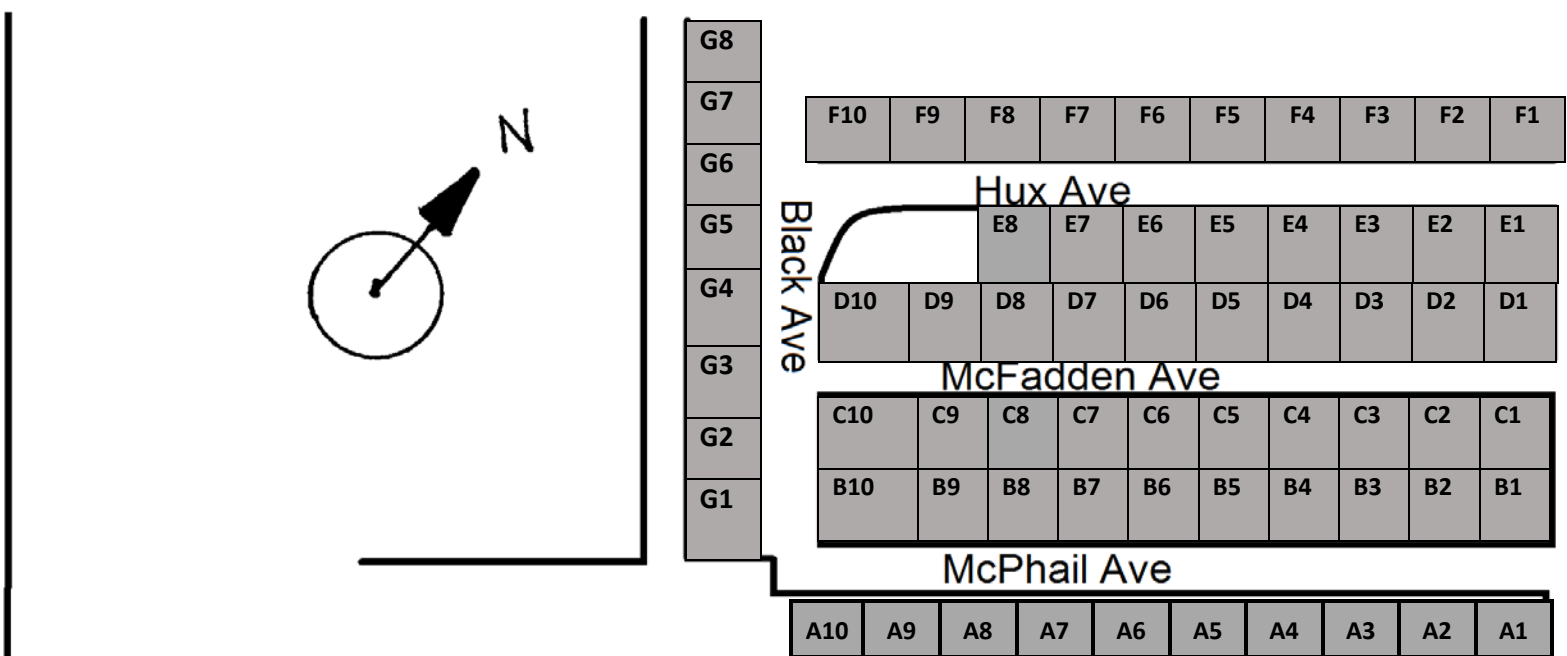 G8
G7
F10 F9 F8 F7 F6 F5 F4 F3 F2 F1
N
G6
Hux Ave
G5
Black Ave
E8 E7 E6 E5 E4 E3 E2 E1
G4
D10 D9 D8 D7 D6 D5 D4 D3 D2 D1
G3
McFadden Ave
C10 C9 C8 C7 C6 C5 C4 C3 C2 C1
G2
B10 B9 B8 B7 B6 B5 B4 B3 B2 B1
G1
McPhail Ave
A10 A9 A8 A7 A6 A5 A4 A3 A2 A1